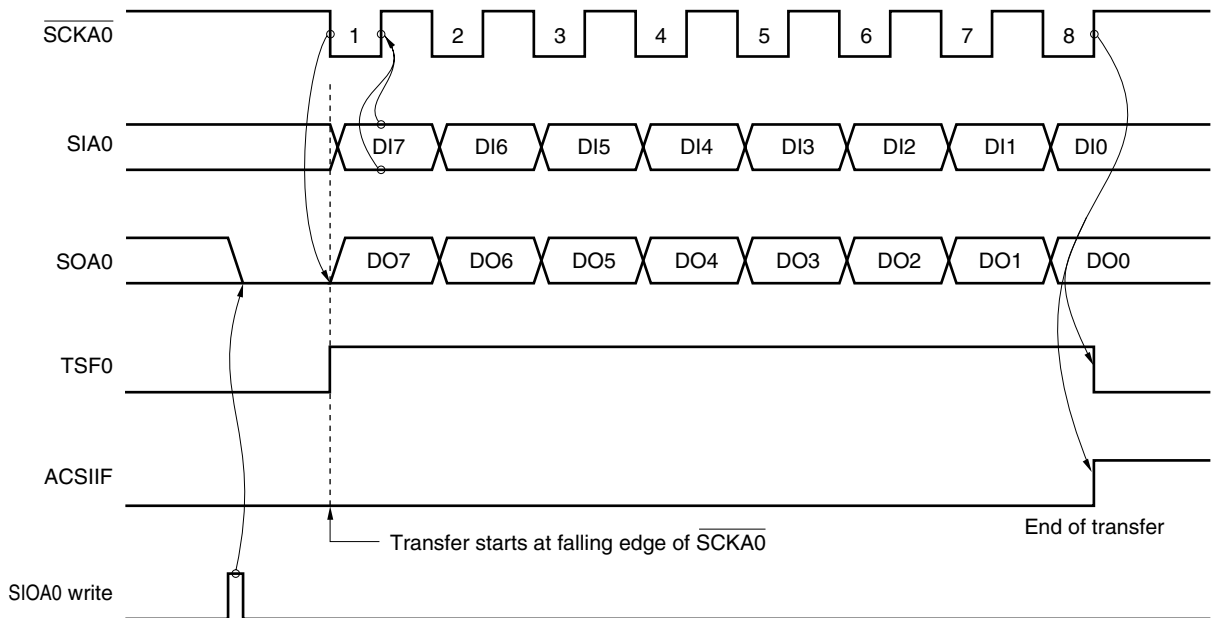 SCKA0
1 2 3 4 5 6 7 8
SIA0
DI7 DI6 DI5 DI4 DI3 DI2 DI1 DI0
SOA0
DO7 DO6 DO5 DO4 DO3 DO2 DO1 DO0
TSF0
ACSIIF
Transfer starts at falling edge of SCKA0
End of transfer
SIOA0 write